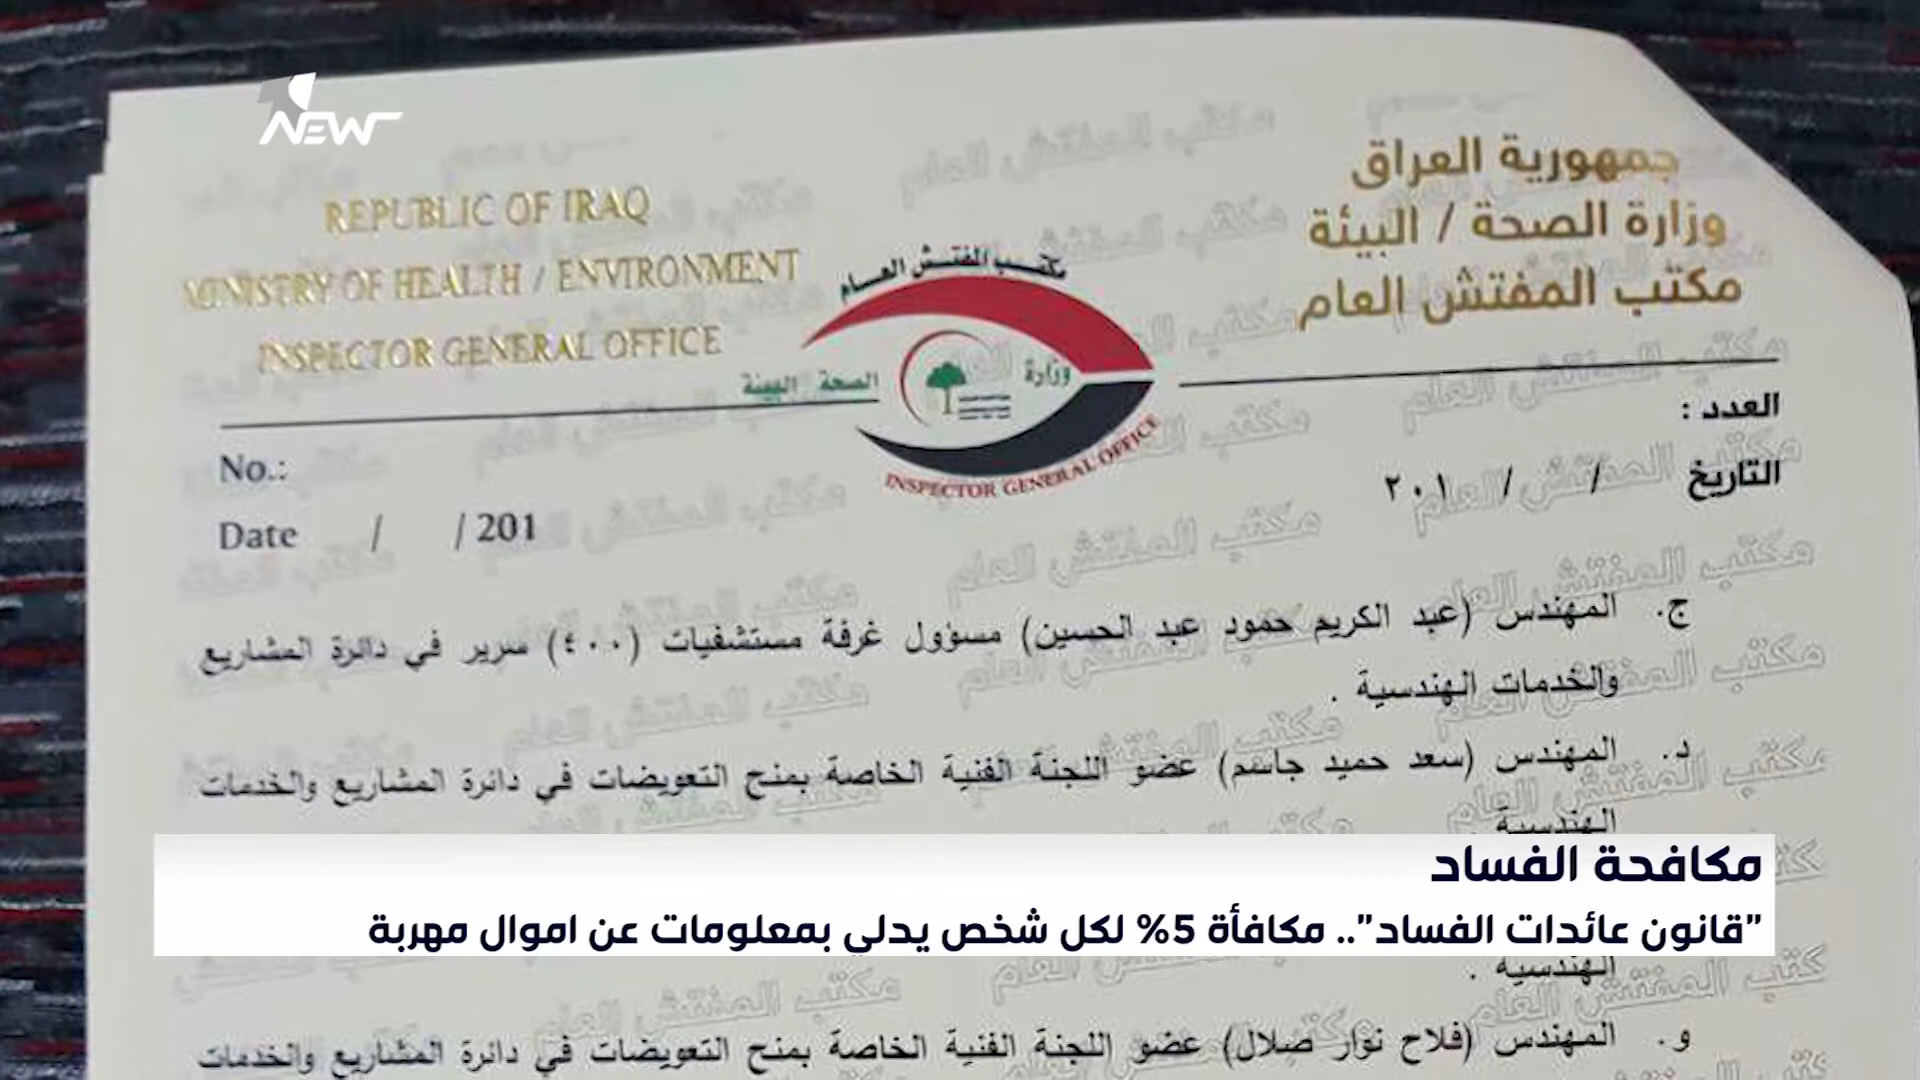 NEW
جمهورية العراق
وزارة الصحة / البيئة
مكتب المفتش العام
REPUBLIC OF IRAQ
MINISTRY OF HEALTH / ENVIRONMENT
INSPECTOR GENERAL OFFICE
مكتب المفتش العام
وزارة الصحة البيئة
INSPECTOR GENERAL OFFICE
العدد :
التاريخ / / ٢٠١
No.:
Date / / 201
ج. المهندس (عبد الكريم حمود عبد الحسين) مسؤول غرفة مستشفيات (٤٠٠) سرير في دائرة المشاريع
والخدمات الهندسية .
د. المهندس (سعد حميد جاسم) عضو اللجنة الفنية الخاصة بمنح التعويضات في دائرة المشاريع والخدمات
الهندسية .
مكافحة الفساد
"قانون عائدات الفساد".. مكافأة 5% لكل شخص يدلي بمعلومات عن اموال مهربة
الهندسية .
و. المهندس (فلاح نوار صلال) عضو اللجنة الفنية الخاصة بمنح التعويضات في دائرة المشاريع والخدمات